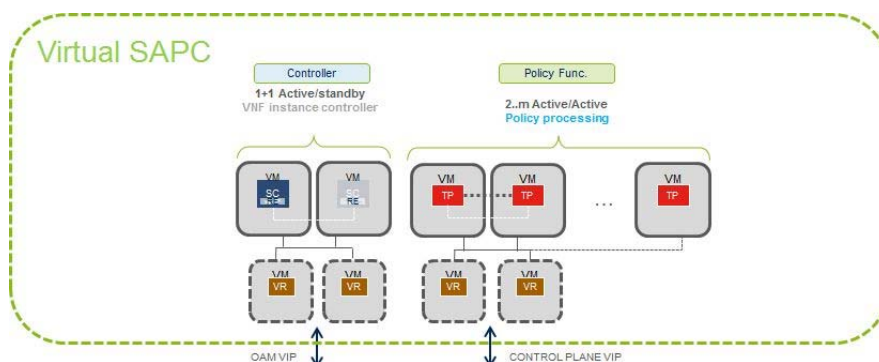 Virtual SAPC
Controller
1+1 Active/standby
VNF instance controller
Policy Func.
2..m Active/Active
Policy processing
VM
SC
RE
VM
SC
RE
VM
TP
VM
TP
...
VM
TP
VM
VR
VM
VR
VM
VR
VM
VR
OAM VIP
CONTROL PLANE VIP